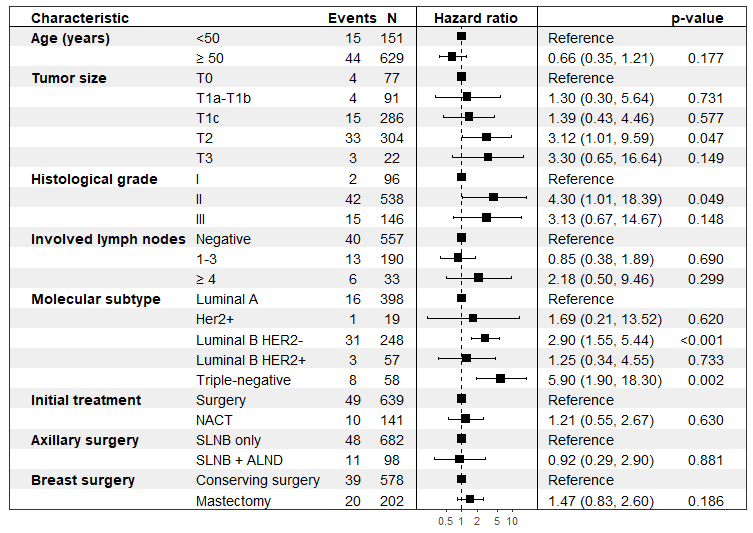 Characteristic Events N Hazard ratio p-value
Age (years) <50 15 151 Reference
≥ 50 44 629 0.66 (0.35, 1.21) 0.177
Tumor size T0 4 77 Reference
T1a-T1b 4 91 1.30 (0.30, 5.64) 0.731
T1c 15 286 1.39 (0.43, 4.46) 0.577
T2 33 304 3.12 (1.01, 9.59) 0.047
T3 3 22 3.30 (0.65, 16.64) 0.149
Histological grade I 2 96 Reference
II 42 538 4.30 (1.01, 18.39) 0.049
III 15 146 3.13 (0.67, 14.67) 0.148
Involved lymph nodes Negative 40 557 Reference
1-3 13 190 0.85 (0.38, 1.89) 0.690
≥ 4 6 33 2.18 (0.50, 9.46) 0.299
Molecular subtype Luminal A 16 398 Reference
Her2+ 1 19 1.69 (0.21, 13.52) 0.620
Luminal B HER2- 31 248 2.90 (1.55, 5.44) <0.001
Luminal B HER2+ 3 57 1.25 (0.34, 4.55) 0.733
Triple-negative 8 58 5.90 (1.90, 18.30) 0.002
Initial treatment Surgery 49 639 Reference
NACT 10 141 1.21 (0.55, 2.67) 0.630
Axillary surgery SLNB only 48 682 Reference
SLNB + ALND 11 98 0.92 (0.29, 2.90) 0.881
Breast surgery Conserving surgery 39 578 Reference
Mastectomy 20 202 1.47 (0.83, 2.60) 0.186
0.5 1 2 5 10